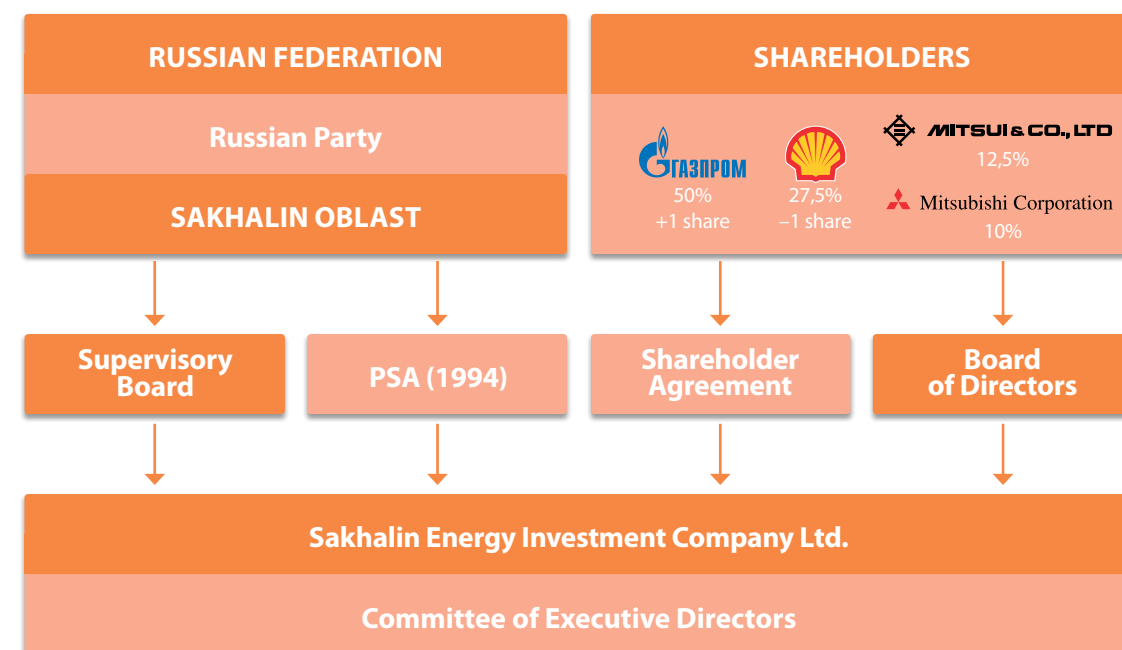 RUSSIAN FEDERATION
Russian Party
SAKHALIN OBLAST
SHAREHOLDERS
ГАЗПРОМ
50%
+1 share
27,5%
–1 share
MITSUI & CO., LTD
12,5%
Mitsubishi Corporation
10%
Supervisory
Board
PSA (1994)
Shareholder
Agreement
Board
of Directors
Sakhalin Energy Investment Company Ltd.
Committee of Executive Directors